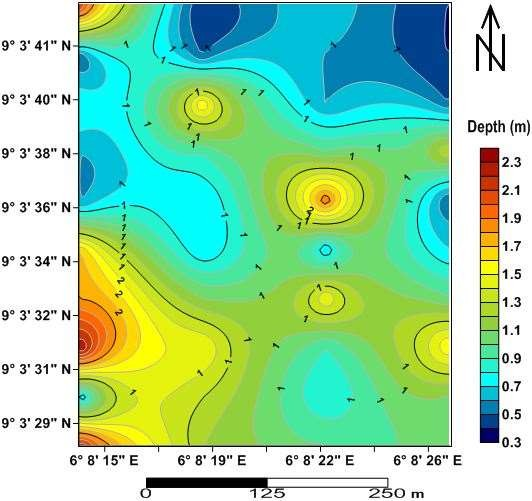 N
9° 3' 41" N
9° 3' 40" N
9° 3' 38" N
9° 3' 36" N
9° 3' 34" N
9° 3' 32" N
9° 3' 31" N
9° 3' 29" N
6° 8' 15" E 6° 8' 19" E 6° 8' 22" E 6° 8' 26" E
Depth (m)
2.3
2.1
1.9
1.7
1.5
1.3
1.1
0.9
0.7
0.5
0.3
0 125 250 m